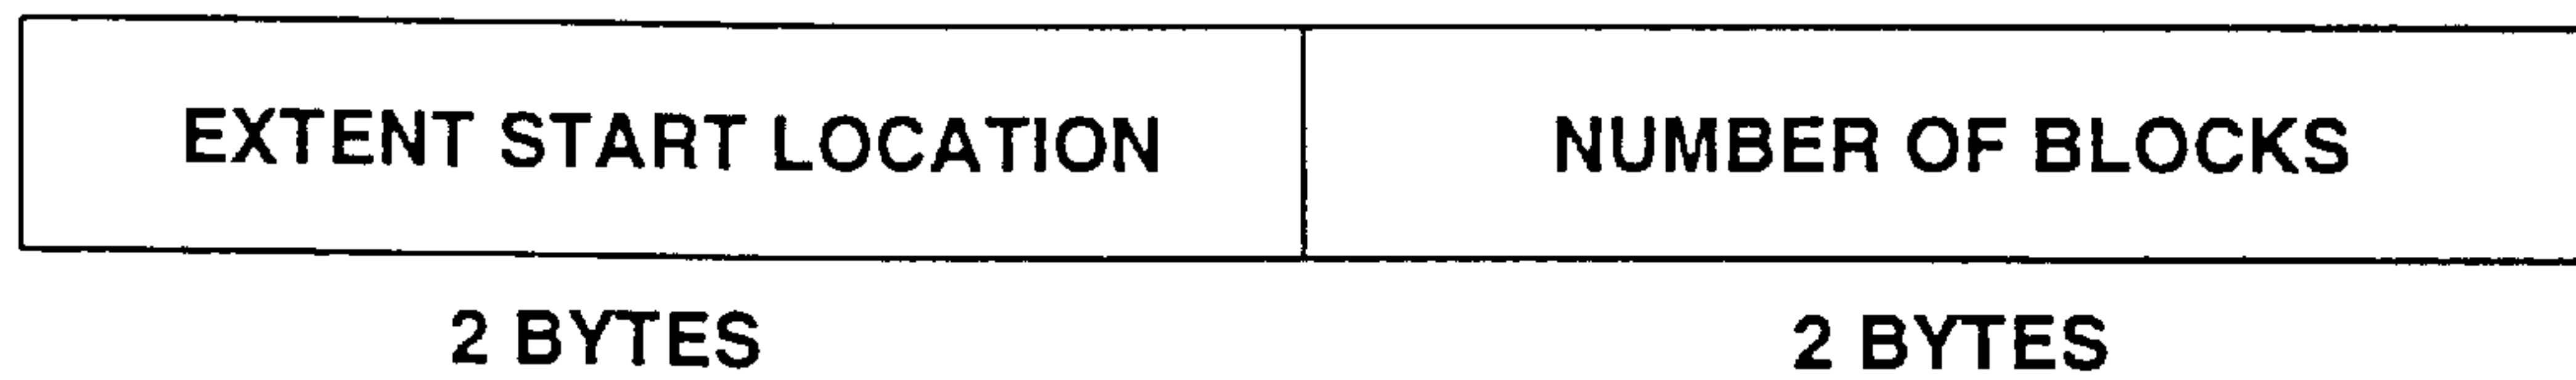 EXTENT START LOCATION NUMBER OF BLOCKS
2 BYTES 2 BYTES